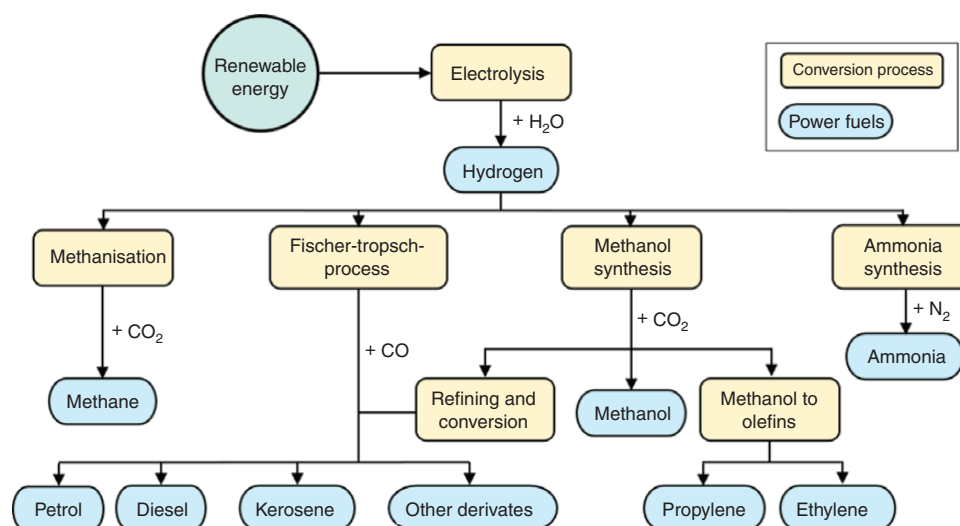 Renewable
energy
Electrolysis
Conversion process
Power fuels
+ H₂O
Hydrogen
Methanisation
Fischer-tropsch-
process
Methanol
synthesis
Ammonia
synthesis
+ CO₂
+ CO
+ CO₂
+ N₂
Methane
Refining and
conversion
Methanol
Methanol to
olefins
Ammonia
Petrol
Diesel
Kerosene
Other derivates
Propylene
Ethylene